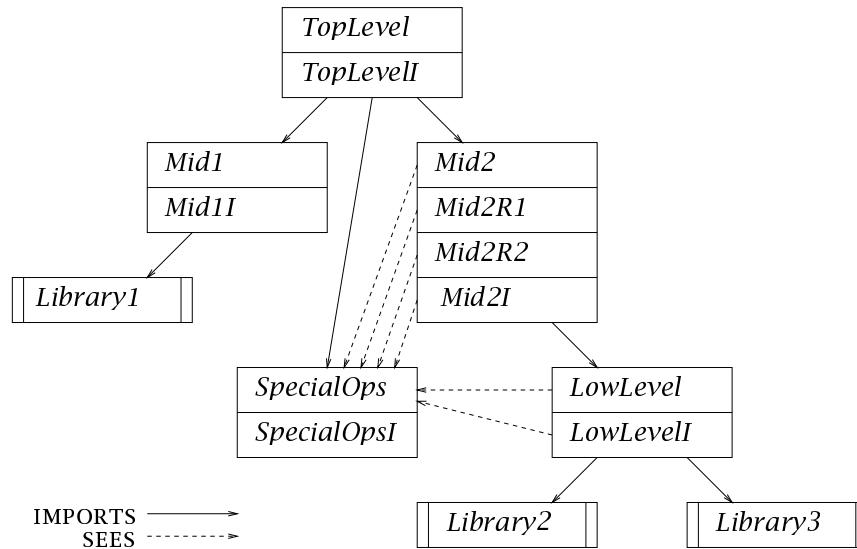 TopLevel
TopLevelI
Mid1
Mid1I
Mid2
Mid2R1
Mid2R2
Mid2I
Library1
SpecialOps
SpecialOpsI
LowLevel
LowLevelI
Library2
Library3
IMPORTS
SEES